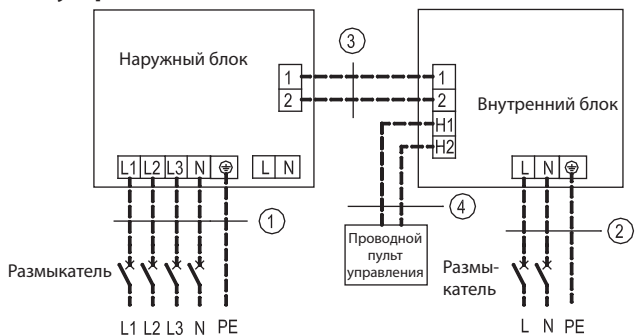 Наружный блок
Внутренний блок
1
2
3
1
2
H1
H2
L1 L2 L3 N
L N
L N
1
4
2
Проводной
пульт
управления
Размыкатель
Размы-
катель
L1 L2 L3 N PE
L N PE